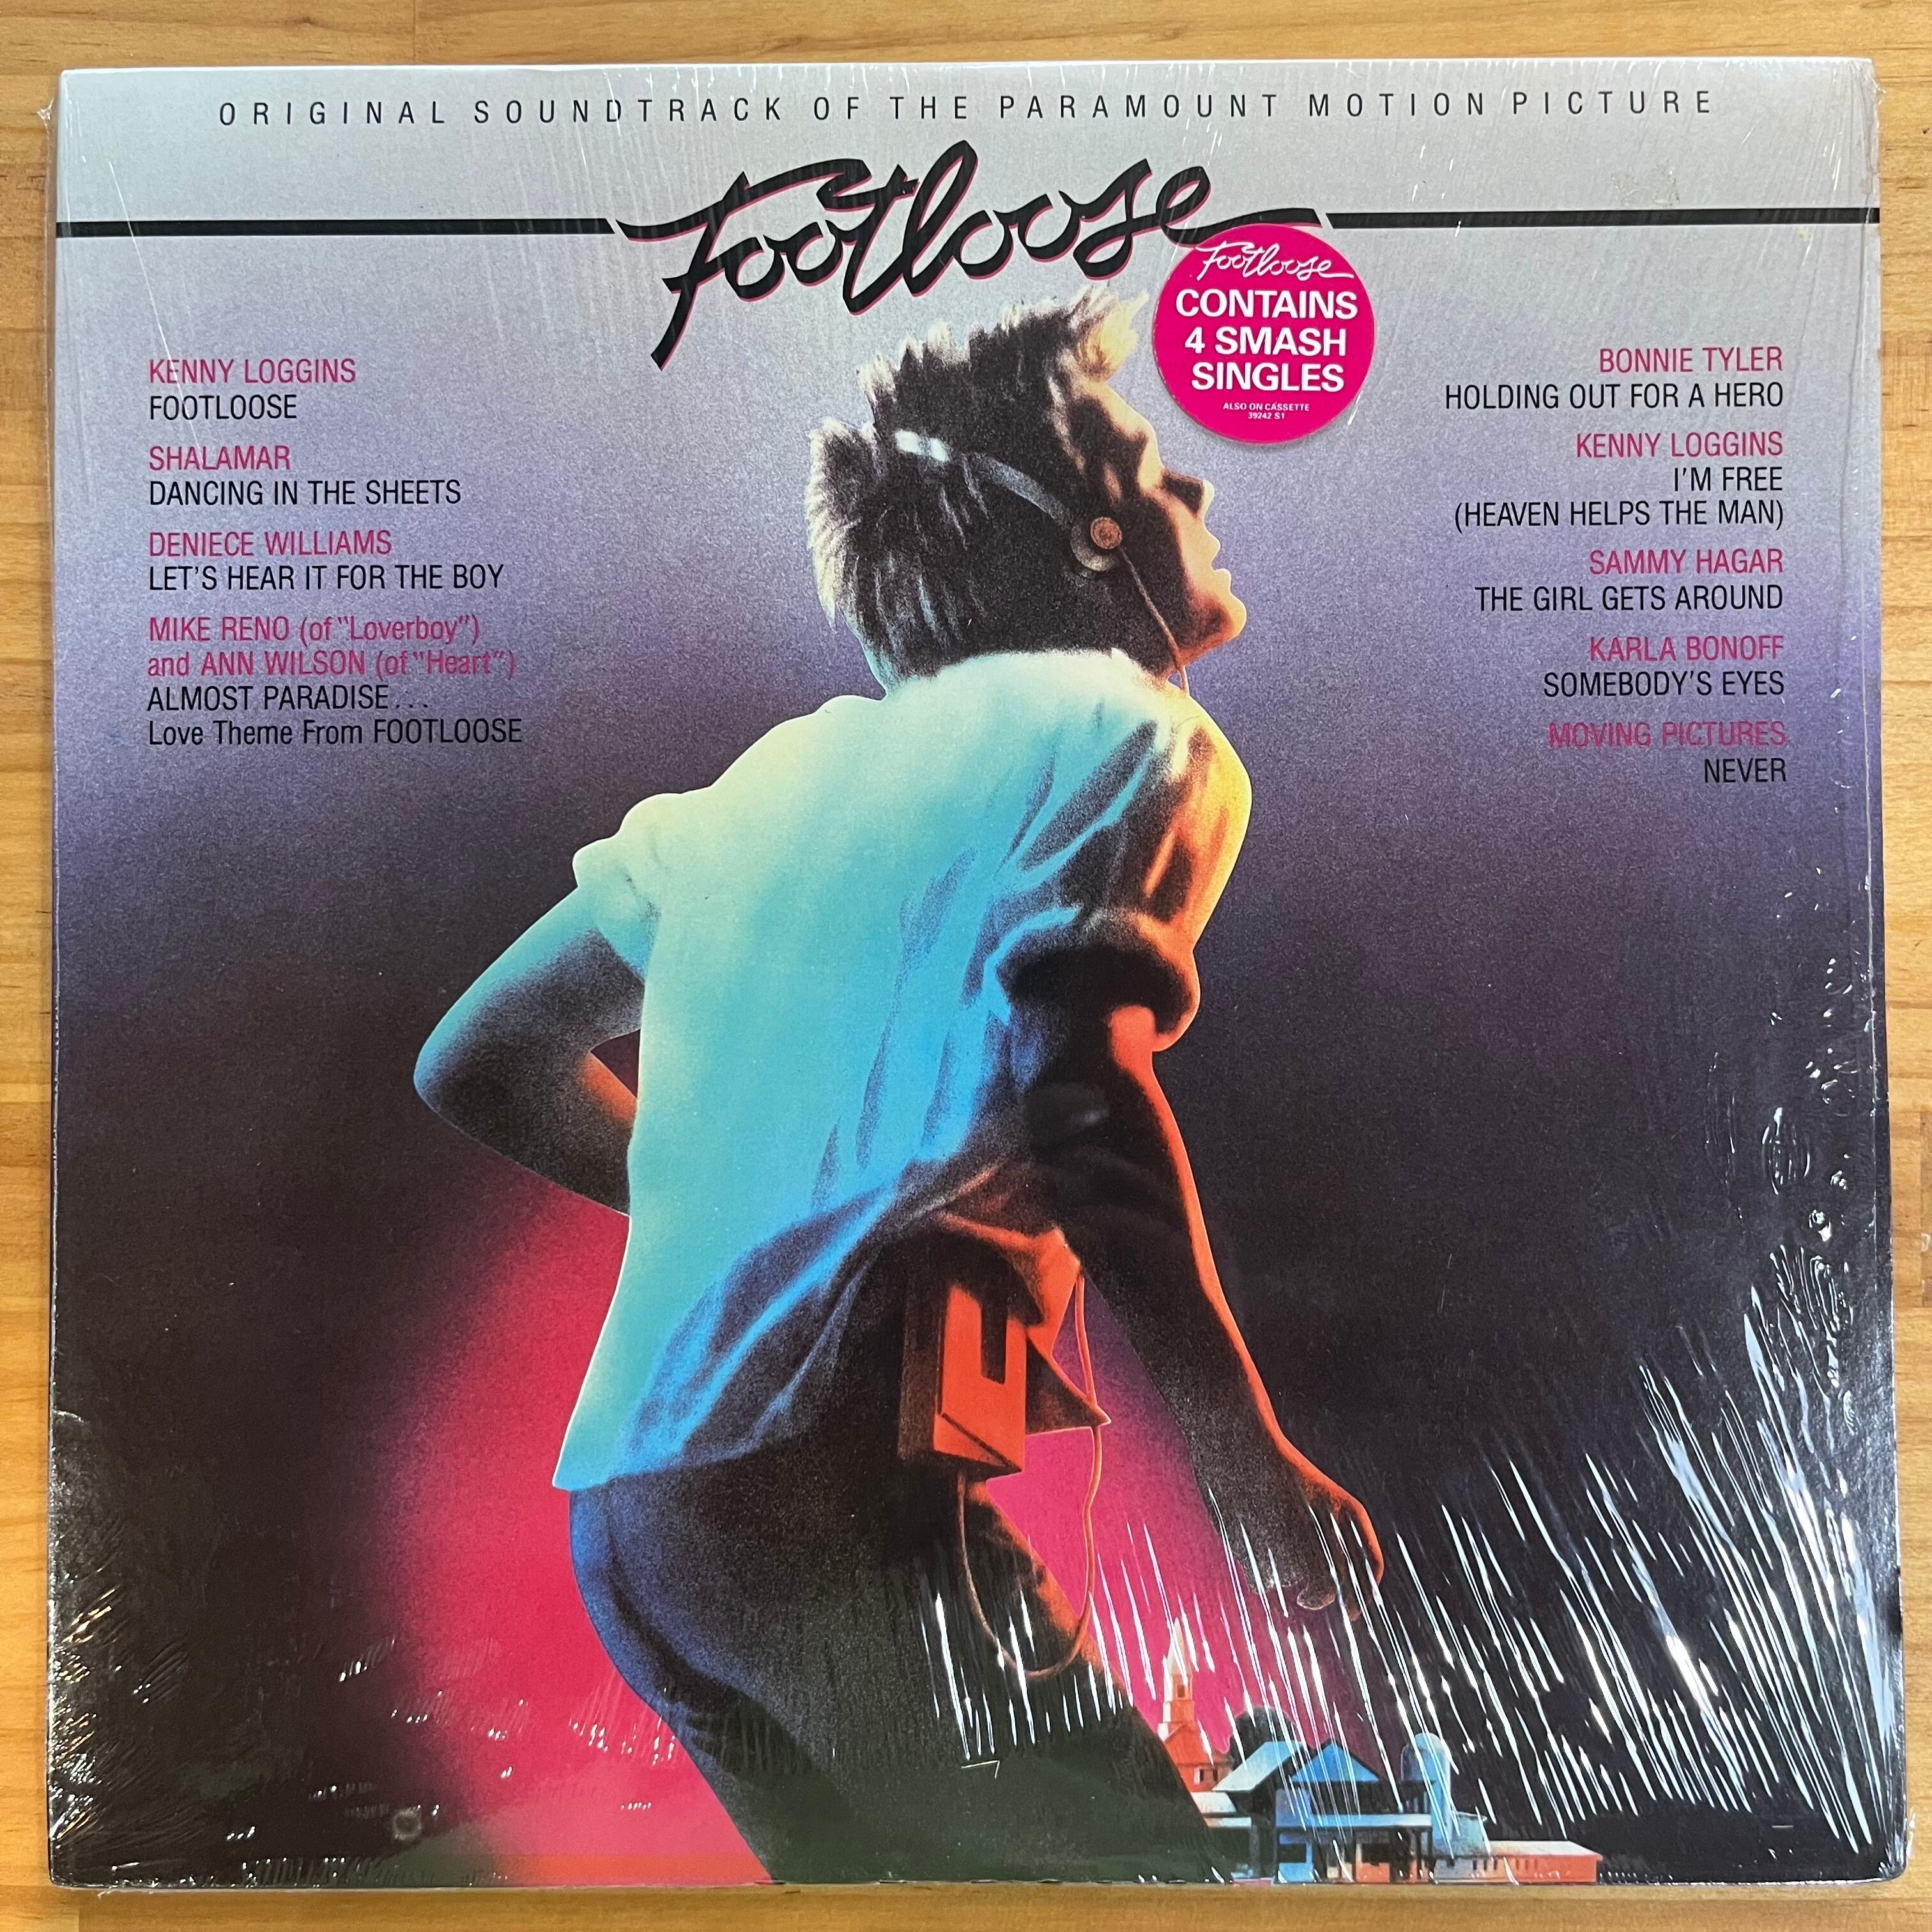 ORIGINAL SOUNDTRACK OF THE PARAMOUNT MOTION PICTURE
Footloose
Footloose
CONTAINS
4 SMASH
SINGLES
ALSO ON CASSETTE
39242 S1
KENNY LOGGINS
FOOTLOOSE
SHALAMAR
DANCING IN THE SHEETS
DENIECE WILLIAMS
LET'S HEAR IT FOR THE BOY
MIKE RENO (of "Loverboy")
and ANN WILSON (of "Heart")
ALMOST PARADISE...
Love Theme From FOOTLOOSE
BONNIE TYLER
HOLDING OUT FOR A HERO
KENNY LOGGINS
I'M FREE
(HEAVEN HELPS THE MAN)
SAMMY HAGAR
THE GIRL GETS AROUND
KARLA BONOFF
SOMEBODY'S EYES
MOVING PICTURES
NEVER